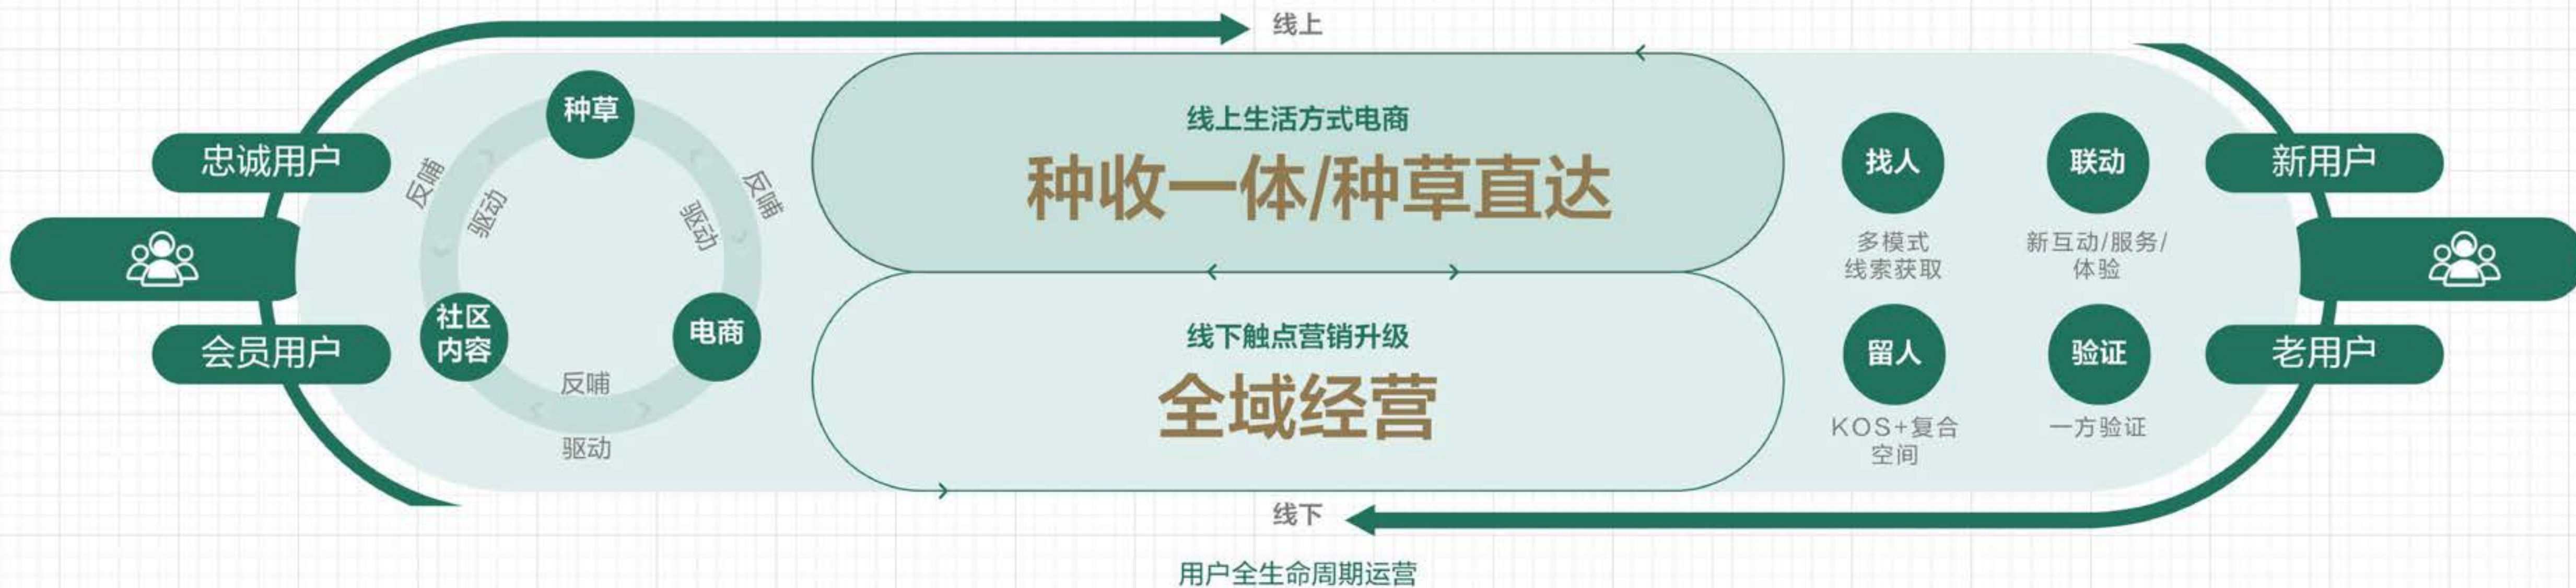 线上
忠诚用户
会员用户
种草
反哺
驱动
反哺
驱动
社区
内容
电商
反哺
驱动
线上生活方式电商
种收一体/种草直达
线下触点营销升级
全域经营
找人
多模式
线索获取
联动
新互动/服务/
体验
留人
KOS+复合
空间
验证
一方验证
新用户
老用户
线下
用户全生命周期运营